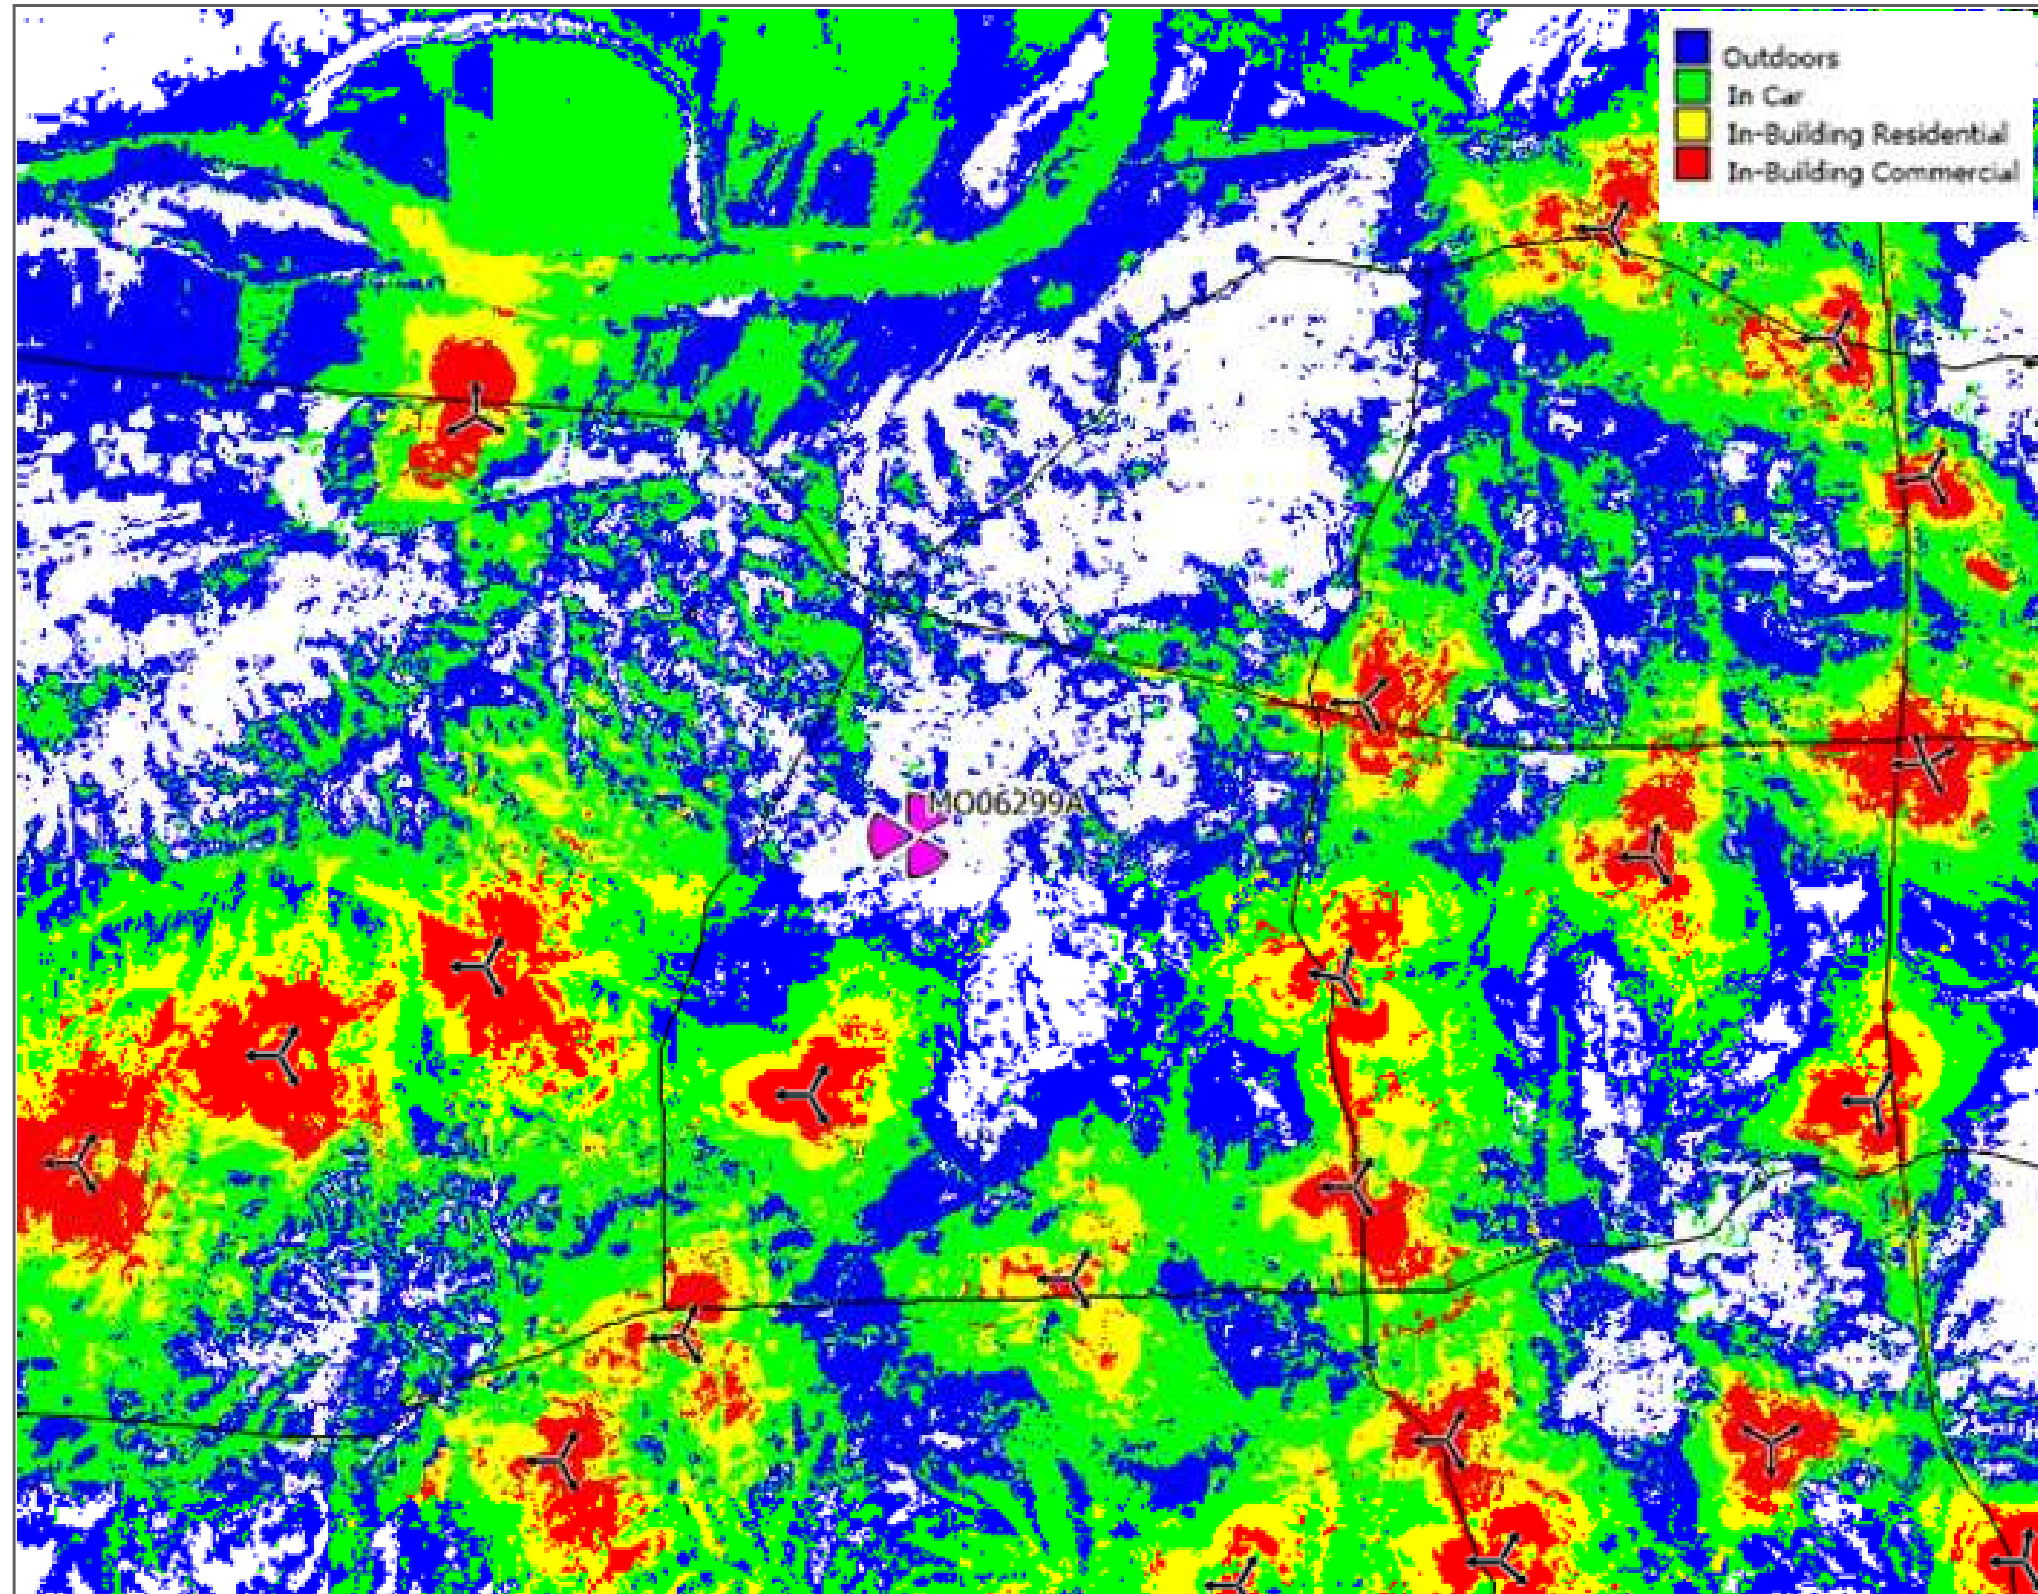 Outdoors
In Car
In-Building Residential
In-Building Commercial
MO06299A